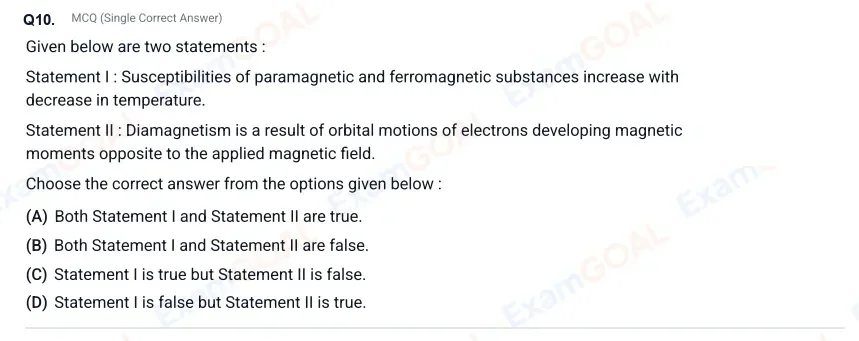 Q10. MCQ (Single Correct Answer)
Given below are two statements :
Statement I : Susceptibilities of paramagnetic and ferromagnetic substances increase with
decrease in temperature.
Statement II : Diamagnetism is a result of orbital motions of electrons developing magnetic
moments opposite to the applied magnetic field.
Choose the correct answer from the options given below :
(A) Both Statement I and Statement II are true.
(B) Both Statement I and Statement II are false.
(C) Statement I is true but Statement II is false.
(D) Statement I is false but Statement II is true.
ExamGOAL
ExamGOAL
ExamGOAL
ExamGOAL